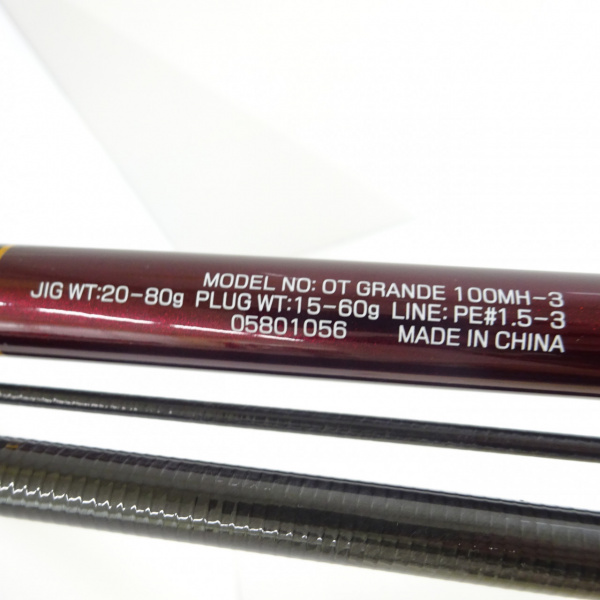 MODEL NO: OT GRANDE 100MH-3
JIG WT:20-80g PLUG WT:15-60g LINE: PE#1.5-3
05801056 MADE IN CHINA